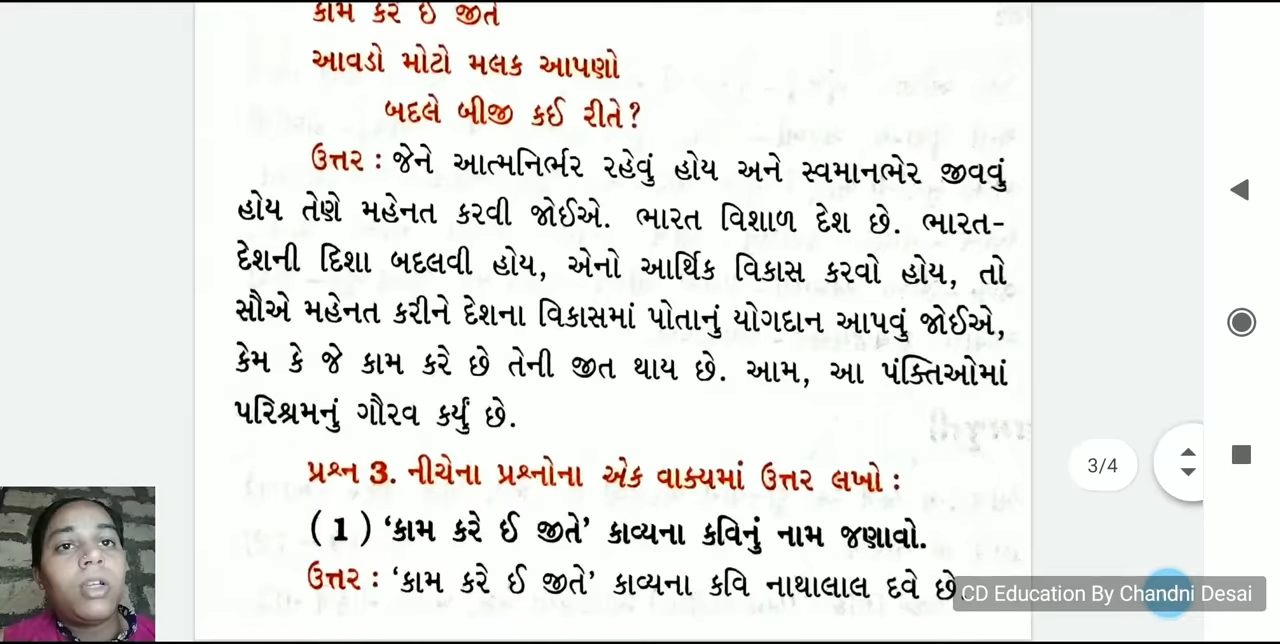 કામ કરે ઈ જીતે
આવડો મોટો મલક આપણો
બદલે બીજી કઈ રીતે?
ઉત્તર : જેને આત્મનિર્ભર રહેવું હોય અને સ્વમાનભેર જીવવું
હોય તેણે મહેનત કરવી જોઈએ. ભારત વિશાળ દેશ છે. ભારત-
દેશની દિશા બદલવી હોય, એનો આર્થિક વિકાસ કરવો હોય, તો
સૌએ મહેનત કરીને દેશના વિકાસમાં પોતાનું યોગદાન આપવું જોઈએ,
કેમ કે જે કામ કરે છે તેની જીત થાય છે. આમ, આ પંક્તિઓમાં
પરિશ્રમનું ગૌરવ કર્યું છે.
પ્રશ્ન 3. નીચેના પ્રશ્નોના એક વાક્યમાં ઉત્તર લખો :
3/4
(1) ‘કામ કરે ઈ જીતે’ કાવ્યના કવિનું નામ જણાવો.
ઉત્તર : ‘કામ કરે ઈ જીતે’ કાવ્યના કવિ નાથાલાલ દવે છે
CD Education By Chandni Desai